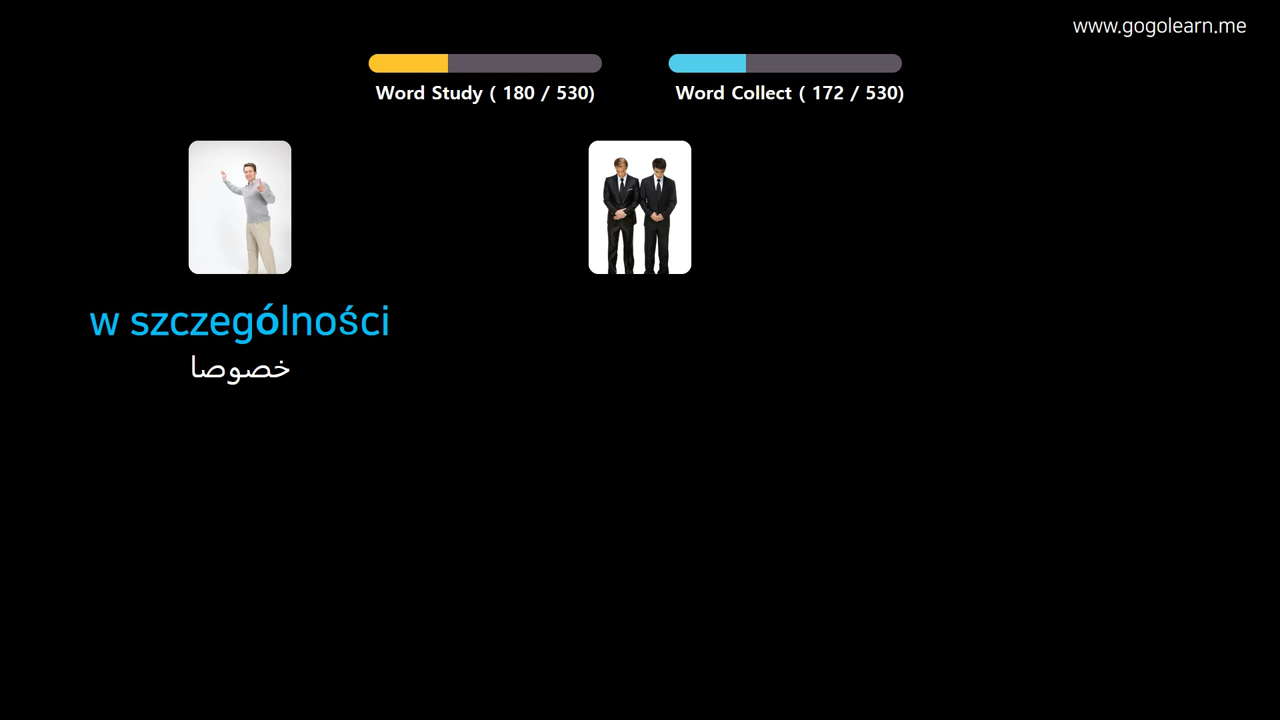 www.gogolearn.me
Word Study ( 180 / 530)
Word Collect ( 172 / 530)
w szczególności
خصوصا